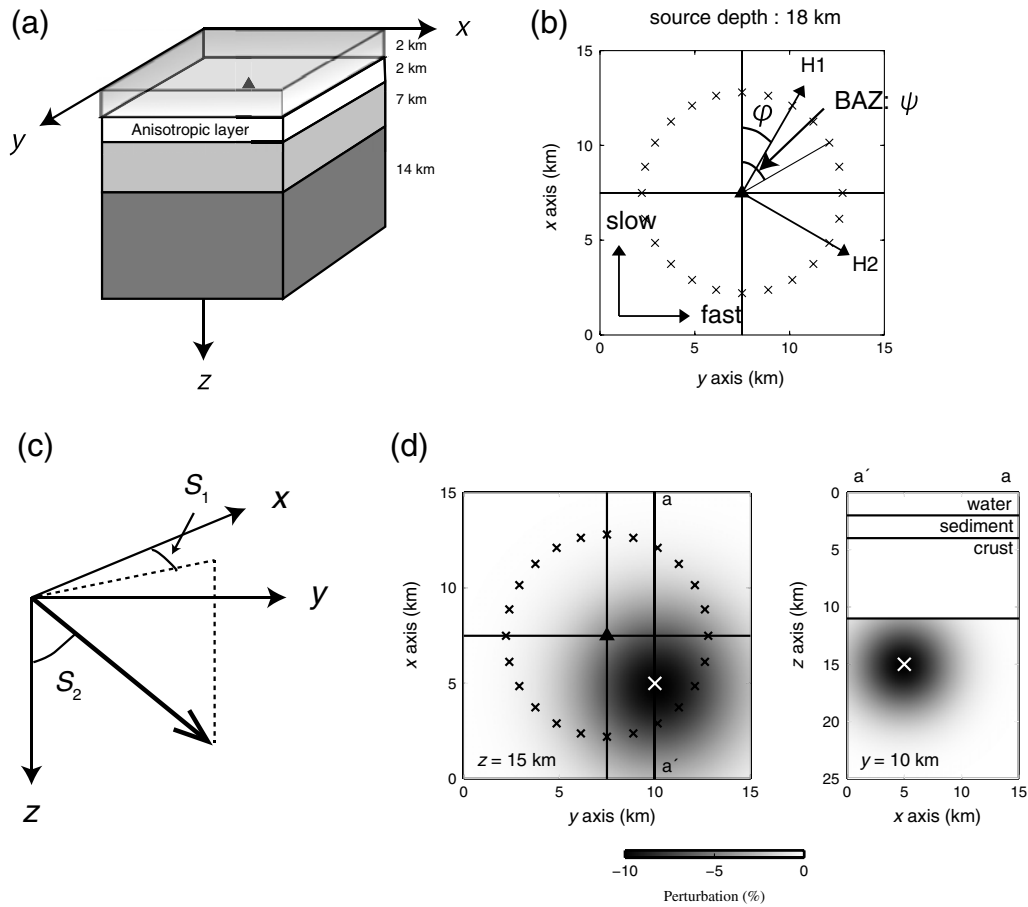 (a)
x
2 km
2 km
7 km
14 km
y
Anisotropic layer
z
(b)
source depth : 18 km
15
10
5
0
x axis (km)
H1
BAZ: ψ
φ
slow
fast
H2
0
5
10
15
y axis (km)
(c)
S1
x
y
S2
z
(d)
15
10
5
0
x axis (km)
a
z = 15 km
a´
0
5
10
15
y axis (km)
a´
a
0
5
10
15
20
25
z axis (km)
water
sediment
crust
y = 10 km
0
5
10
15
x axis (km)
−10
−5
0
Perturbation (%)